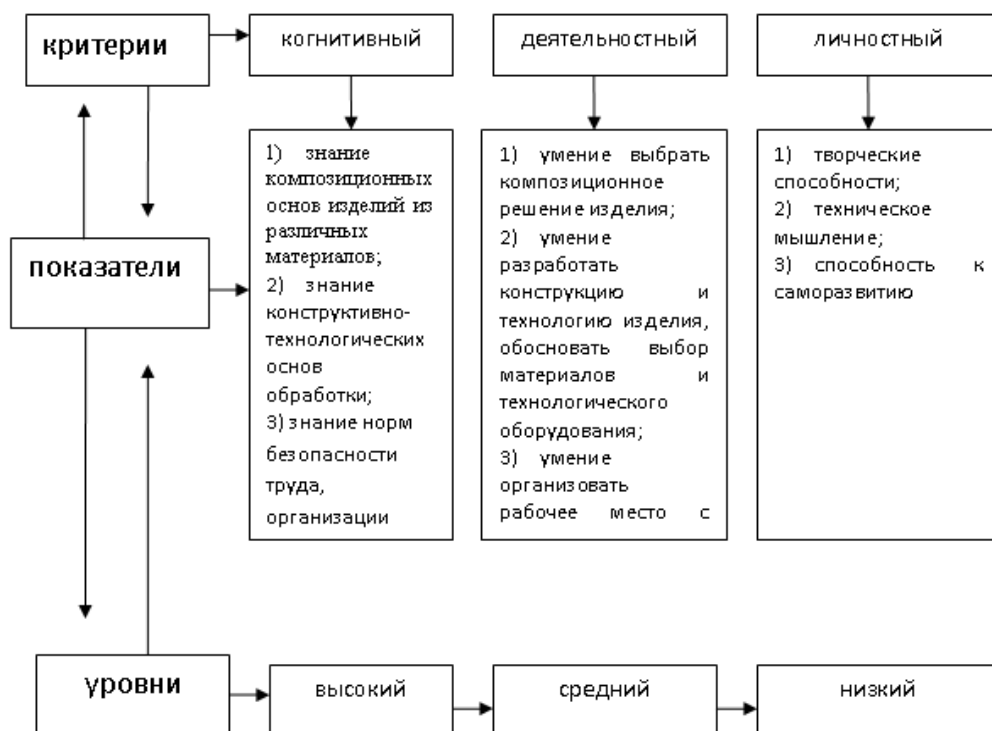 критерии
когнитивный
деятельностный
личностный
1) знание
композиционных
основ изделий из
различных
материалов;
2) знание
конструктивно-
технологических
основ
обработки;
3) знание норм
безопасности
труда,
организации
1) умение выбрать
композиционное
решение изделия;
2) умение
разработать
конструкцию и
технологию изделия,
обосновать выбор
материалов и
технологического
оборудования;
3) умение
организовать
рабочее место с
1) творческие
способности;
2) техническое
мышление;
3) способность к
саморазвитию
показатели
уровни
высокий
средний
низкий